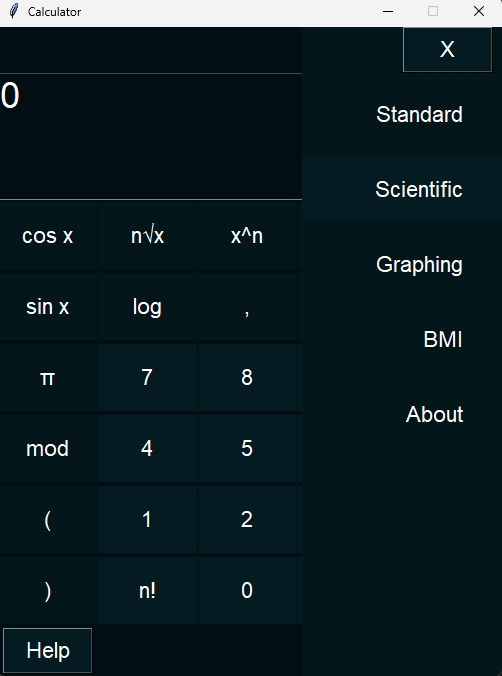 Calculator
X
0
Standard
Scientific
Graphing
BMI
About
cos x n√x x^n
sin x log ,
π 7 8
mod 4 5
( 1 2
) n! 0
Help